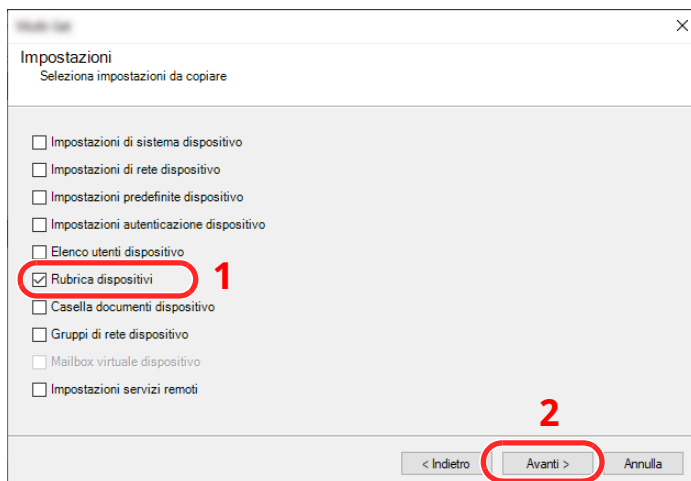 Impostazioni
Seleziona impostazioni da copiare
Impostazioni di sistema dispositivo
Impostazioni di rete dispositivo
Impostazioni predefinite dispositivo
Impostazioni autenticazione dispositivo
Elenco utenti dispositivo
Rubrica dispositivi
1
Casella documenti dispositivo
Gruppi di rete dispositivo
Mailbox virtuale dispositivo
Impostazioni servizi remoti
2
< Indietro
Avanti >
Annulla